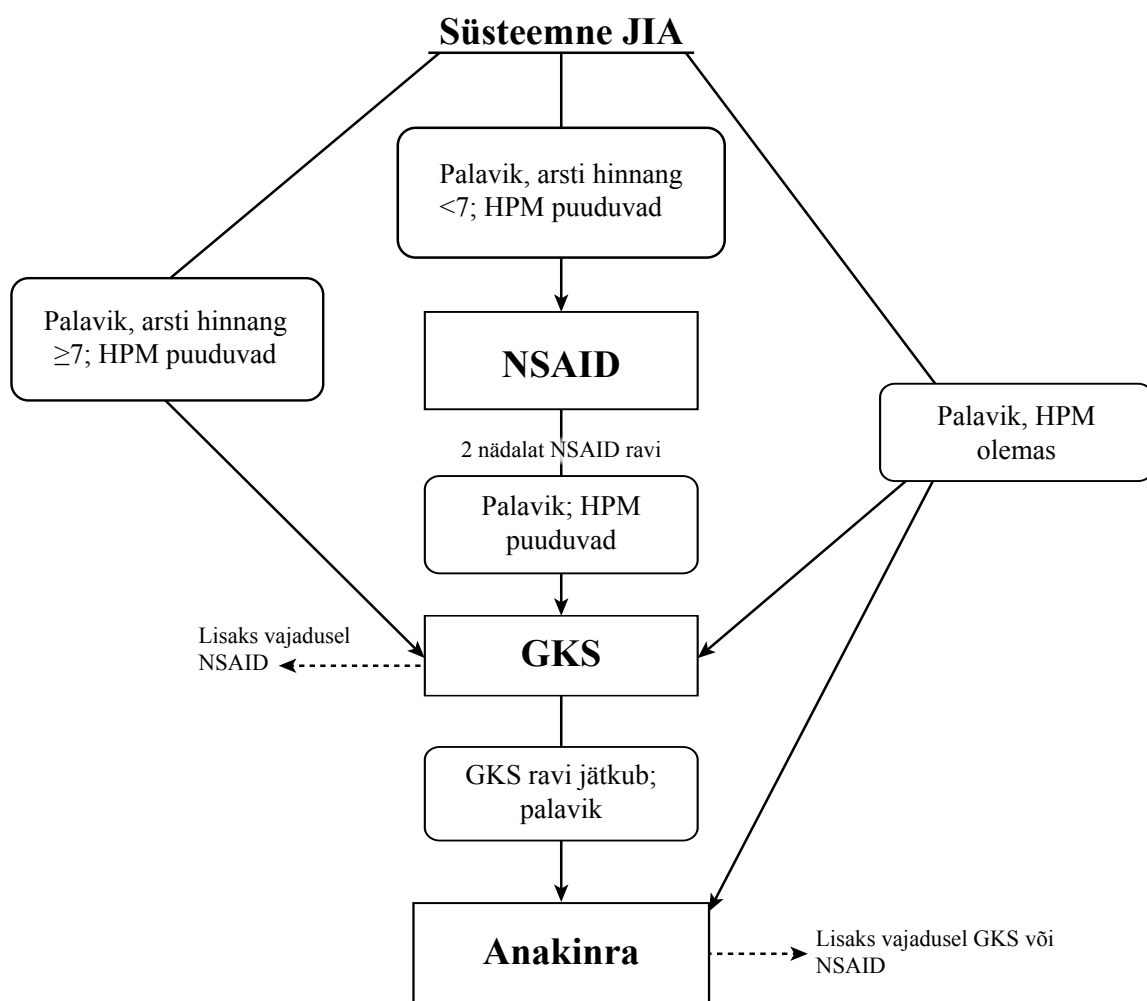 Süsteemne JIA
Palavik, arsti hinnang
<7; HPM puuduvad
Palavik, arsti hinnang
≥7; HPM puuduvad
NSAID
Palavik, HPM
olemas
2 nädalat NSAID ravi
Palavik; HPM
puuduvad
Lisaks vajadusel
NSAID
GKS
GKS ravi jätkub;
palavik
Anakinra
Lisaks vajadusel GKS või
NSAID